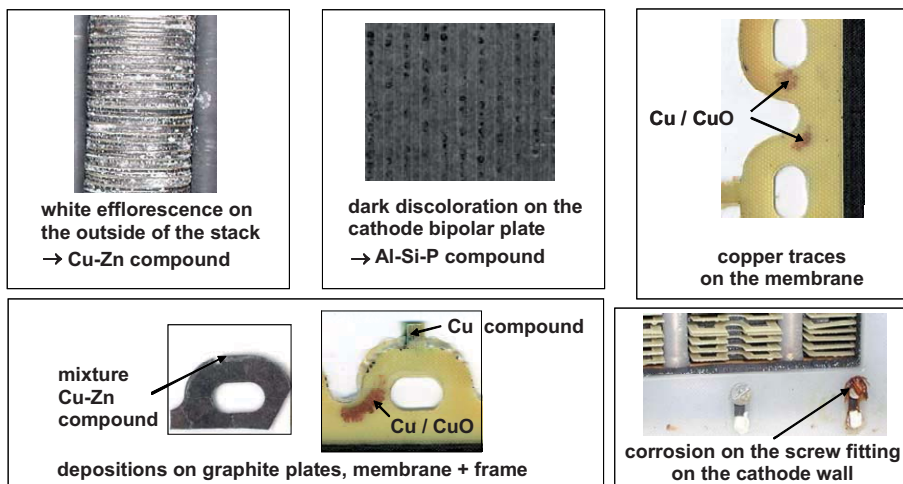 white efflorescence on
the outside of the stack
→ Cu-Zn compound
dark discoloration on the
cathode bipolar plate
→ Al-Si-P compound
Cu / CuO
copper traces
on the membrane
mixture
Cu-Zn
compound
Cu compound
Cu / CuO
depositions on graphite plates, membrane + frame
corrosion on the screw fitting
on the cathode wall